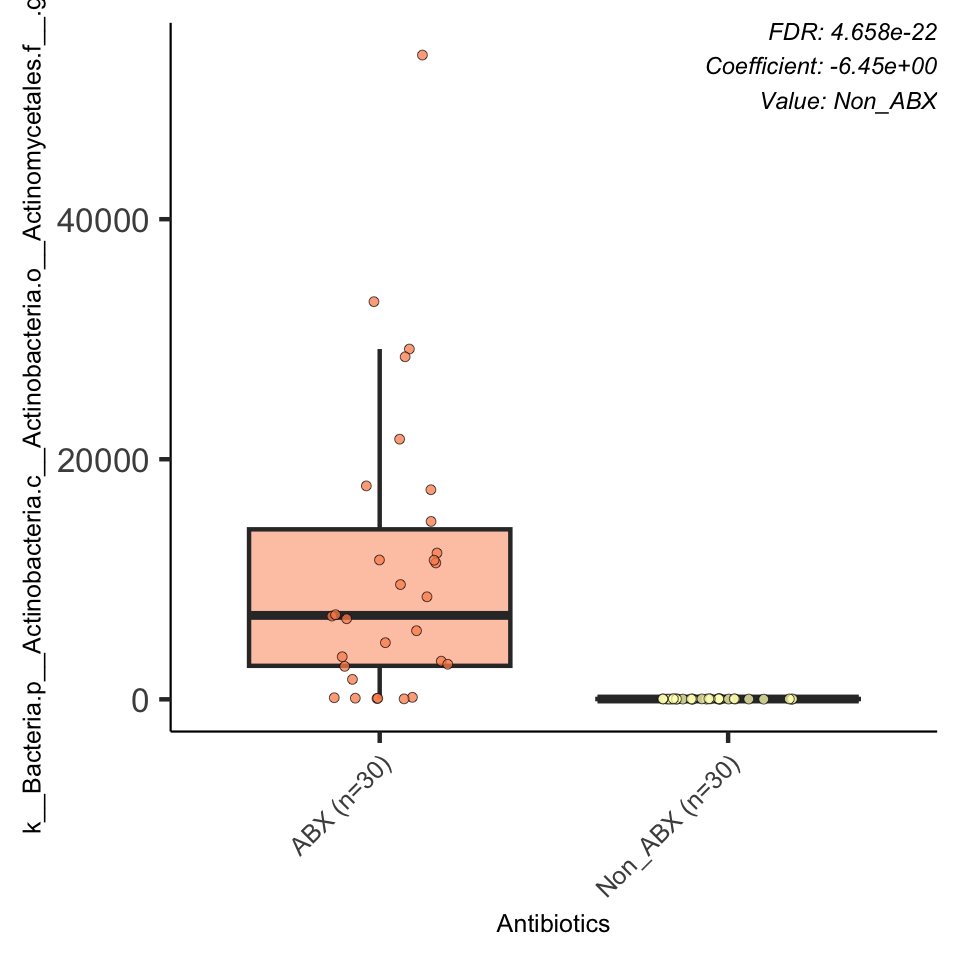 FDR: 4.658e-22
Coefficient: -6.45e+00
Value: Non_ABX
k__Bacteria.p__Actinobacteria.c__Actinobacteria.o__Actinomycetales.f__.g
40000
20000
0
ABX (n=30)
Non_ABX (n=30)
Antibiotics